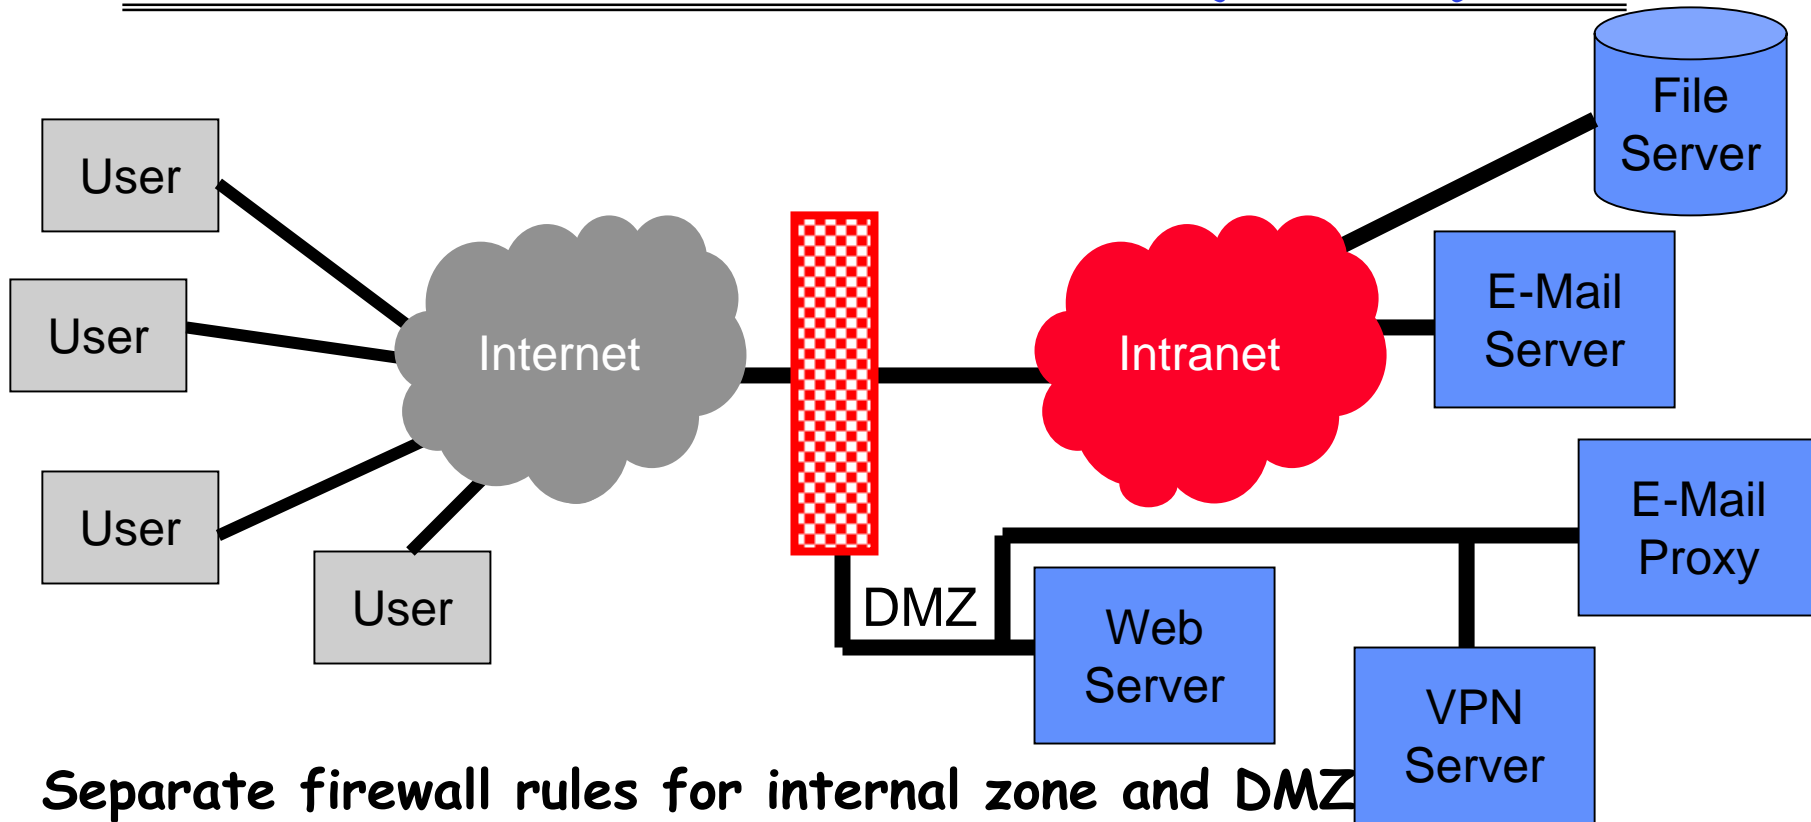 File
Server
User
E-Mail
Server
User
Internet
Intranet
User
E-Mail
Proxy
User
DMZ
Web
Server
VPN
Server
Separate firewall rules for internal zone and DMZ